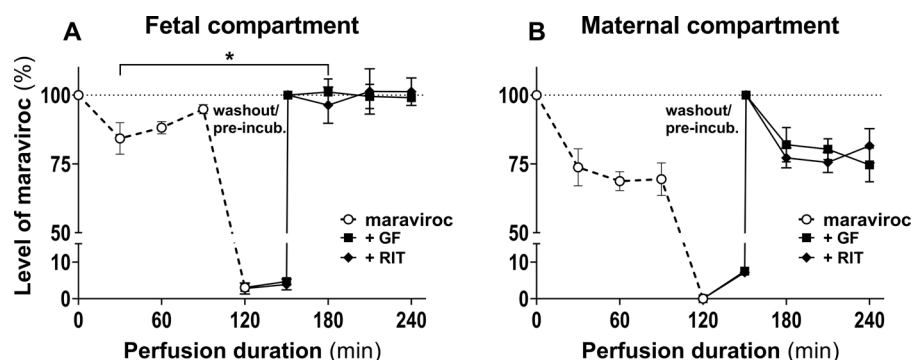 A
Fetal compartment
*
Level of maraviroc (%)
100
75
50
10
0
washout/
pre-incub.
maraviroc
+ GF
+ RIT
0
60
120
180
240
Perfusion duration (min)
B
Maternal compartment
100
75
50
10
0
washout/
pre-incub.
maraviroc
+ GF
+ RIT
0
60
120
180
240
Perfusion duration (min)